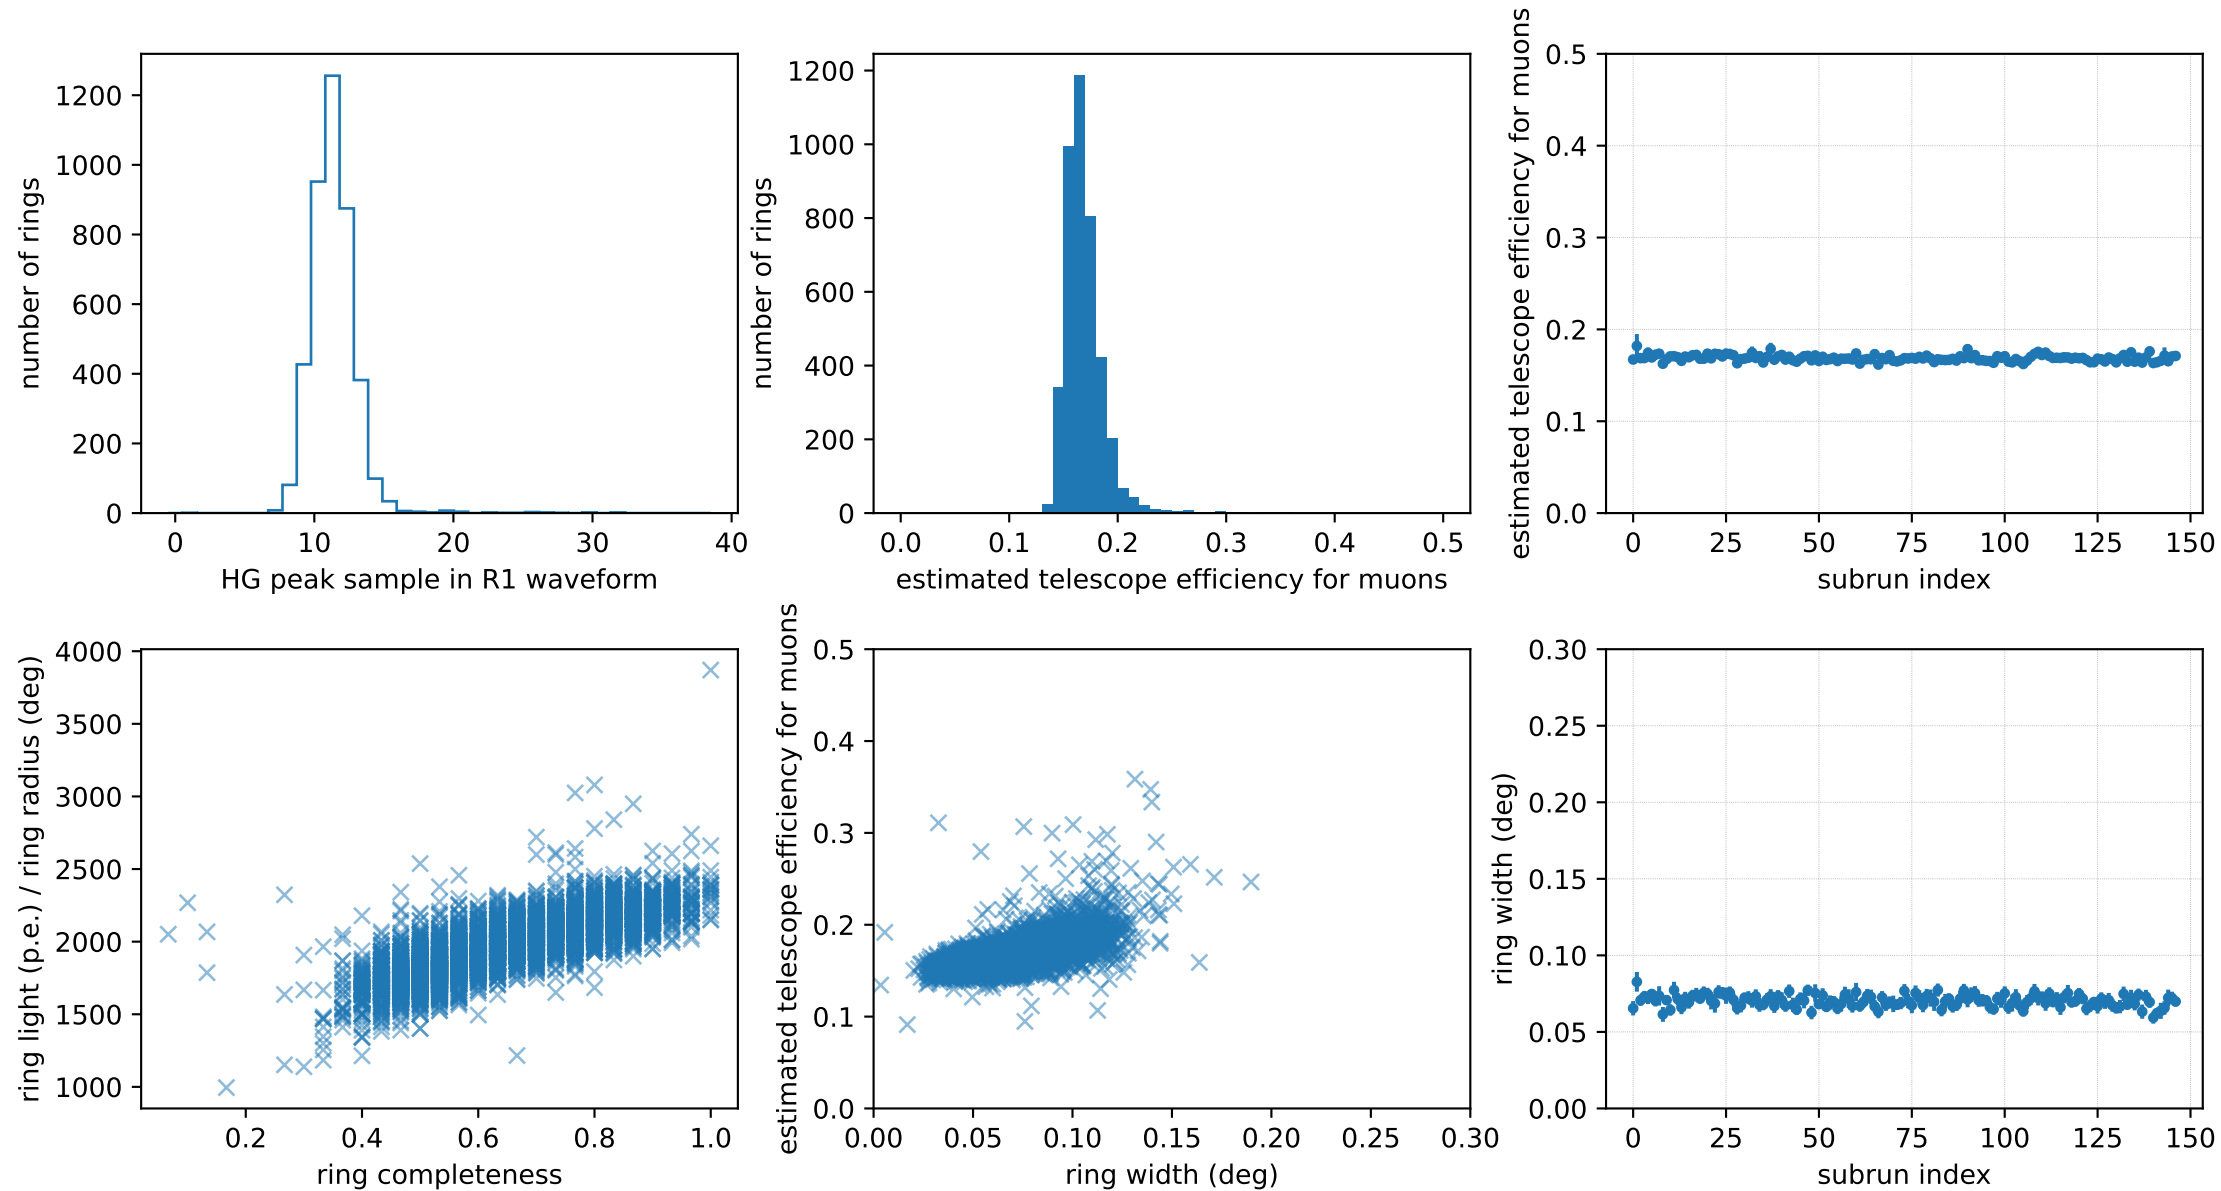 number of rings
1200
1000
800
600
400
200
0
0 10 20 30 40
HG peak sample in R1 waveform
number of rings
1200
1000
800
600
400
200
0
0.0 0.1 0.2 0.3 0.4 0.5
estimated telescope efficiency for muons
estimated telescope efficiency for muons
0.5
0.4
0.3
0.2
0.1
0.0
0 25 50 75 100 125 150
subrun index
ring light (p.e.) / ring radius (deg)
4000
3500
3000
2500
2000
1500
1000
0.2 0.4 0.6 0.8 1.0
ring completeness
estimated telescope efficiency for muons
0.5
0.4
0.3
0.2
0.1
0.0
0.00 0.05 0.10 0.15 0.20 0.25 0.30
ring width (deg)
ring width (deg)
0.30
0.25
0.20
0.15
0.10
0.05
0.00
0 25 50 75 100 125 150
subrun index